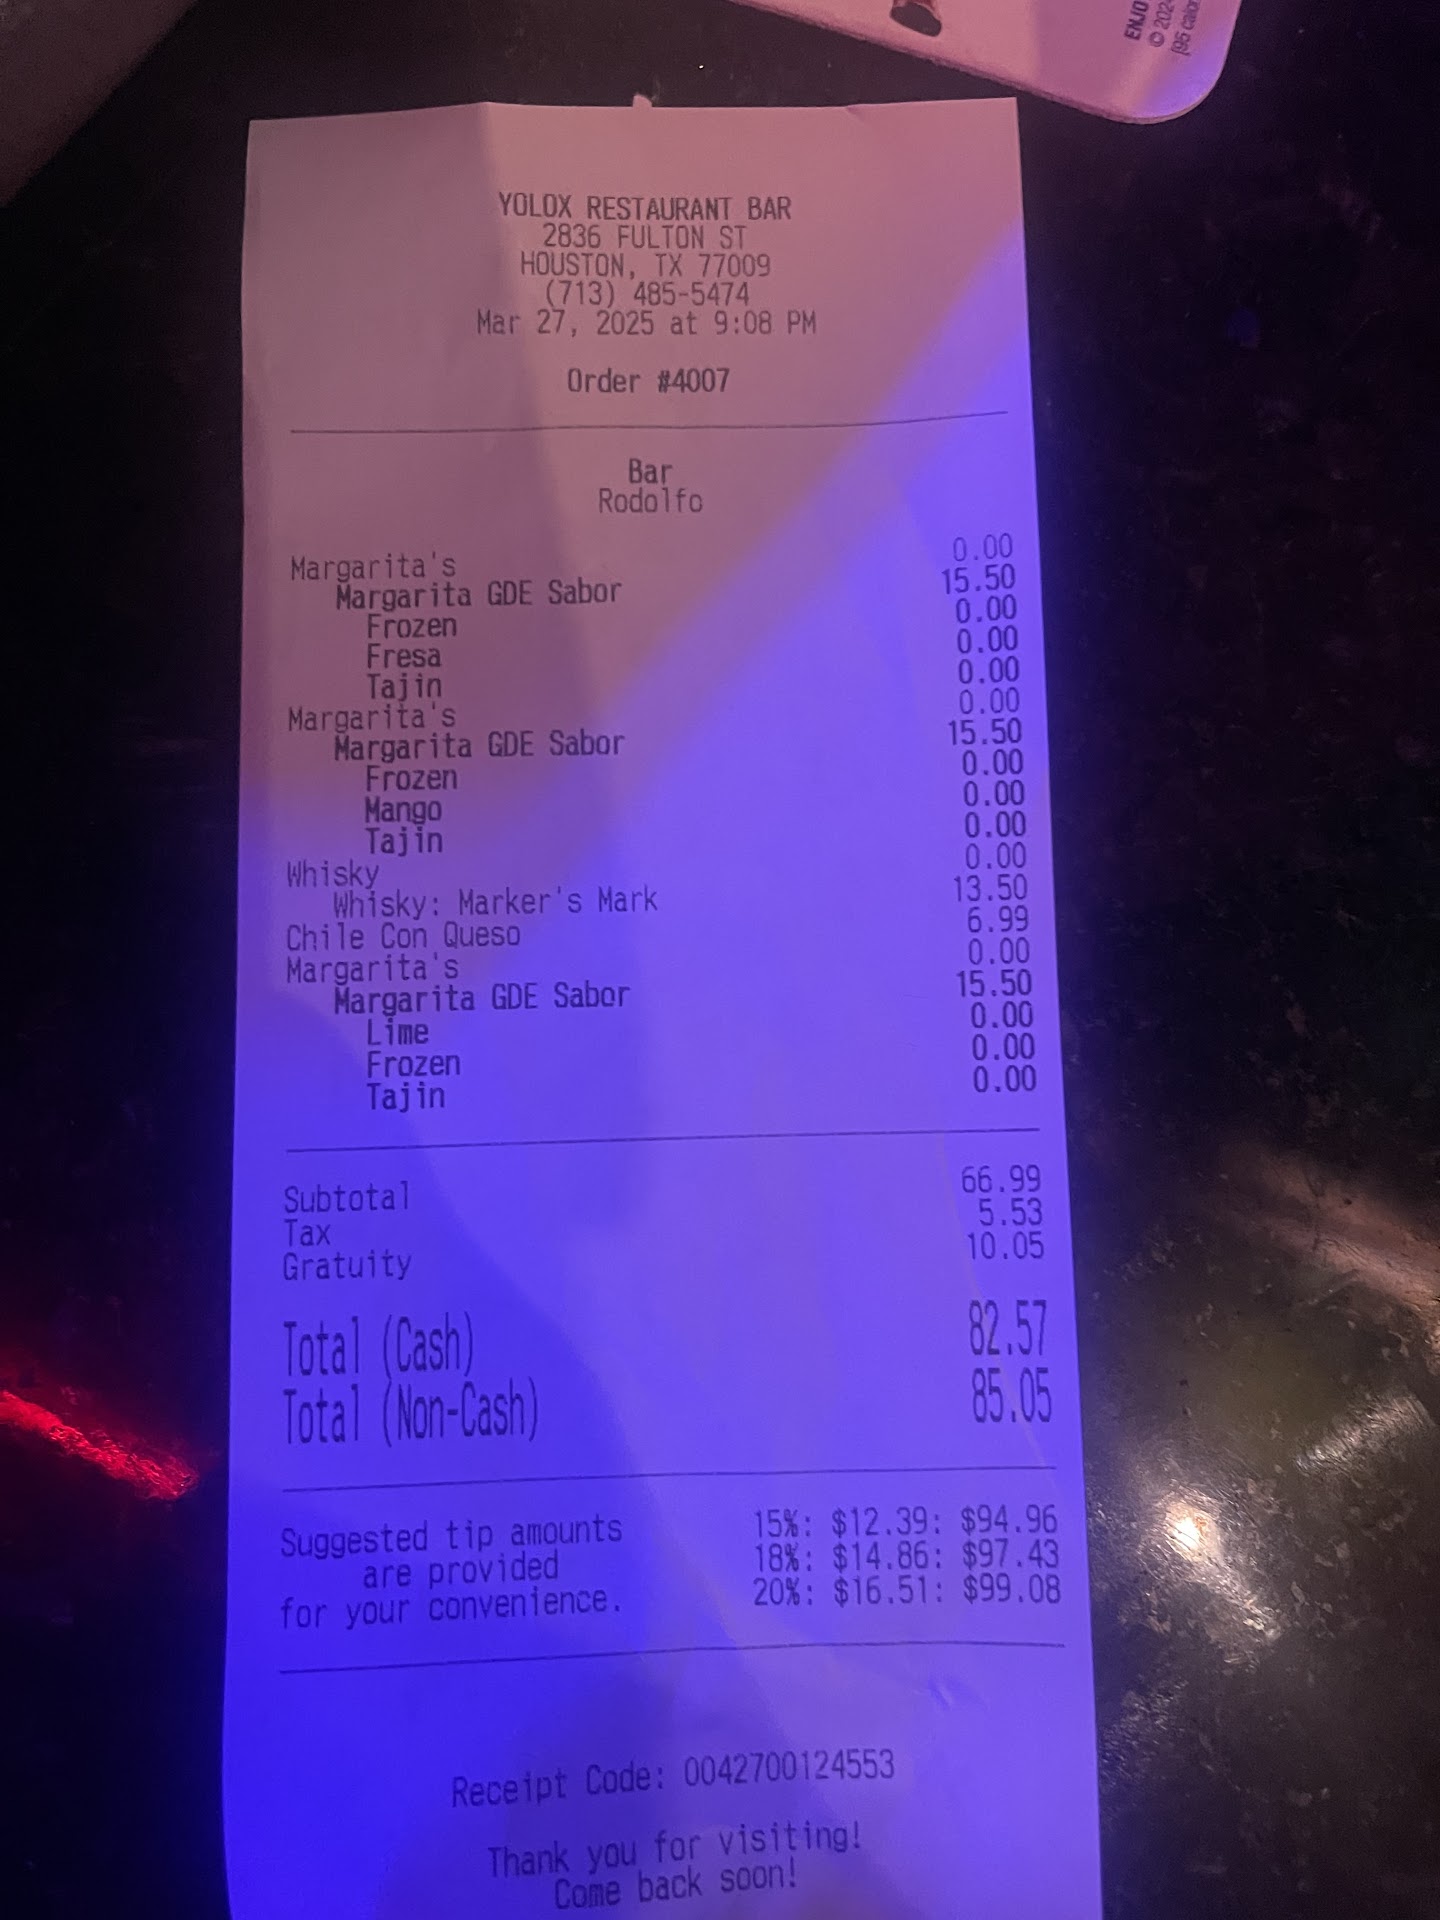 ENJO
© 202
(95 calor
YOLOX RESTAURANT BAR
2836 FULTON ST
HOUSTON, TX 77009
(713) 485-5474
Mar 27, 2025 at 9:08 PM
Order #4007
Bar
Rodolfo
Margarita's 0.00
Margarita GDE Sabor 15.50
Frozen 0.00
Fresa 0.00
Tajin 0.00
Margarita's 0.00
Margarita GDE Sabor 15.50
Frozen 0.00
Mango 0.00
Tajin 0.00
Whisky 0.00
Whisky: Marker's Mark 13.50
Chile Con Queso 6.99
Margarita's 0.00
Margarita GDE Sabor 15.50
Lime 0.00
Frozen 0.00
Tajin 0.00
Subtotal 66.99
Tax 5.53
Gratuity 10.05
Total (Cash) 82.57
Total (Non-Cash) 85.05
Suggested tip amounts 15%: $12.39: $94.96
are provided 18%: $14.86: $97.43
for your convenience. 20%: $16.51: $99.08
Receipt Code: 0042700124553
Thank you for visiting!
Come back soon!